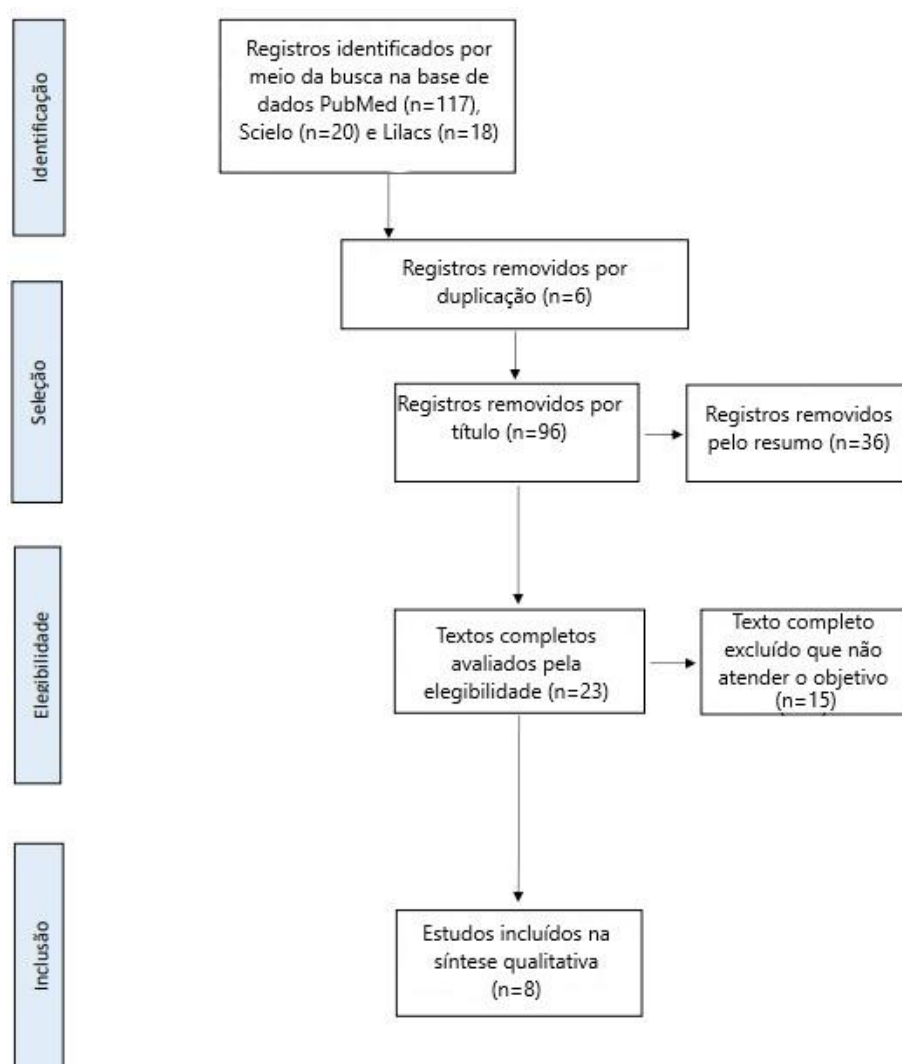 Identificação
Registros identificados por
meio da busca na base de
dados PubMed (n=117),
Scielo (n=20) e Lilacs (n=18)
Registros removidos por
duplicação (n=6)
Seleção
Registros removidos por
título (n=96)
Registros removidos
pelo resumo (n=36)
Elegibilidade
Textos completos
avaliados pela
elegibilidade (n=23)
Texto completo
excluído que não
atender o objetivo
(n=15)
Inclusão
Estudos incluídos na
síntese qualitativa
(n=8)